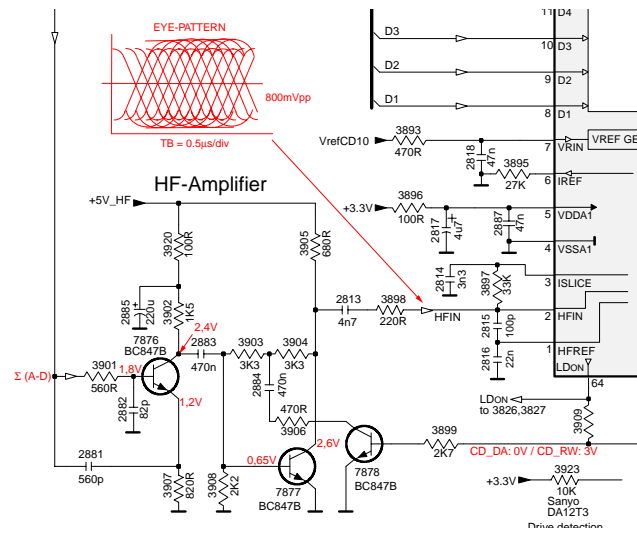 EYE-PATTERN
800mVpp
TB = 0.5µs/div
11
D4
D3
10
D3
D2
9
D2
D1
8
D1
VrefCD10
3893
470R
2818
47n
7
VRIN
VREF GE
3895
27K
6
IREF
HF-Amplifier
+5V_HF
+3.3V
3896
100R
2817
4u7
2887
47n
5
VDDA1
4
VSSA1
3920
100R
3905
680R
2814
3n3
3897
33K
3
ISLICE
2885
220u
3902
1K5
2813
4n7
3898
220R
HFIN
2
HFIN
2815
100p
7876
BC847B
2,4V
2883
470n
3903
3K3
3904
3K3
2816
22n
1
HFREF
LDON
64
Σ (A-D)
3901
560R
1,8V
2882
82p
1,2V
2884
470n
470R
3906
LDON
to 3826,3827
3909
2,6V
3899
2K7
CD_DA: 0V / CD_RW: 3V
2881
560p
0,65V
7878
BC847B
3907
820R
3908
2K2
7877
BC847B
+3.3V
3923
10K
Sanyo
DA12T3
Drive detection